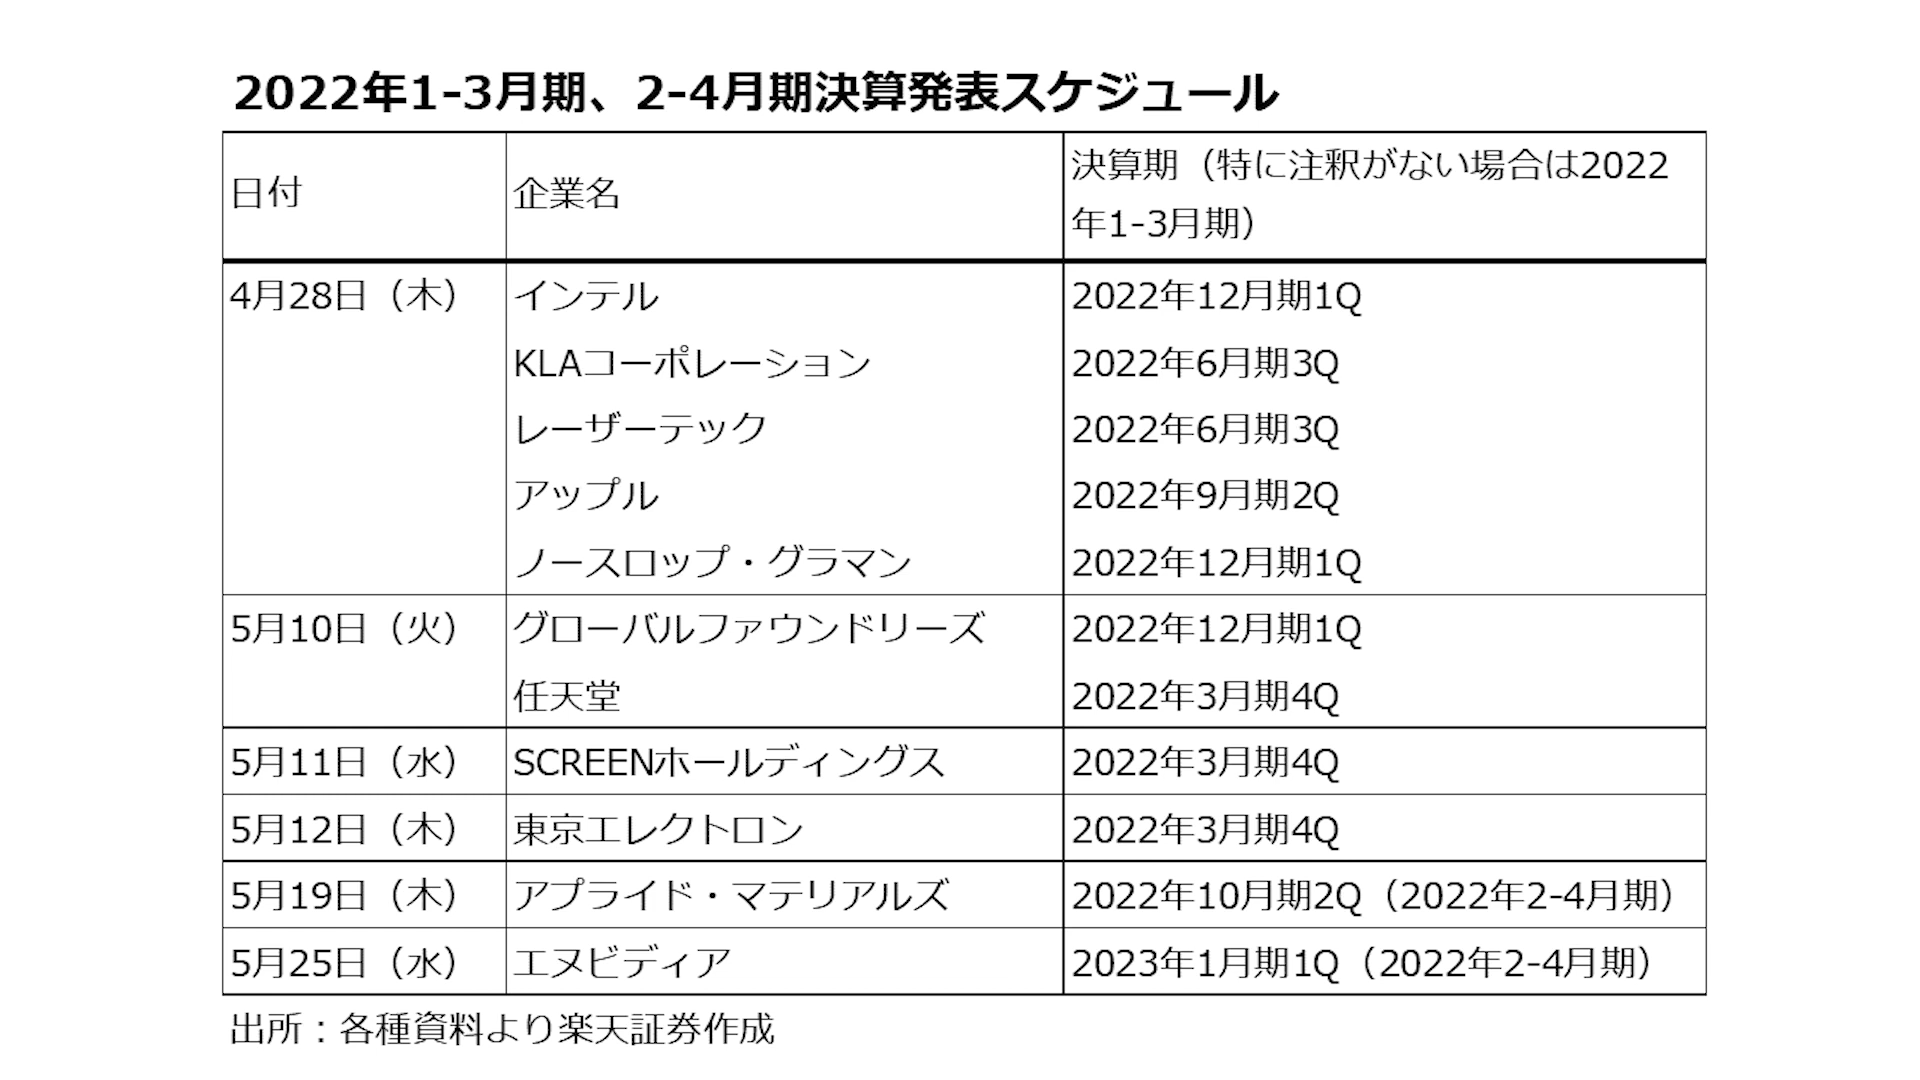 2022年1-3月期、2-4月期決算発表スケジュール
日付 企業名 決算期（特に注釈がない場合は2022
年1-3月期）
4月28日（木） インテル 2022年12月期1Q
KLAコーポレーション 2022年6月期3Q
レーザーテック 2022年6月期3Q
アップル 2022年9月期2Q
ノースロップ・グラマン 2022年12月期1Q
5月10日（火） グローバルファウンドリーズ 2022年12月期1Q
任天堂 2022年3月期4Q
5月11日（水） SCREENホールディングス 2022年3月期4Q
5月12日（木） 東京エレクトロン 2022年3月期4Q
5月19日（木） アプライド・マテリアルズ 2022年10月期2Q（2022年2-4月期）
5月25日（水） エヌビディア 2023年1月期1Q（2022年2-4月期）
出所：各種資料より楽天証券作成